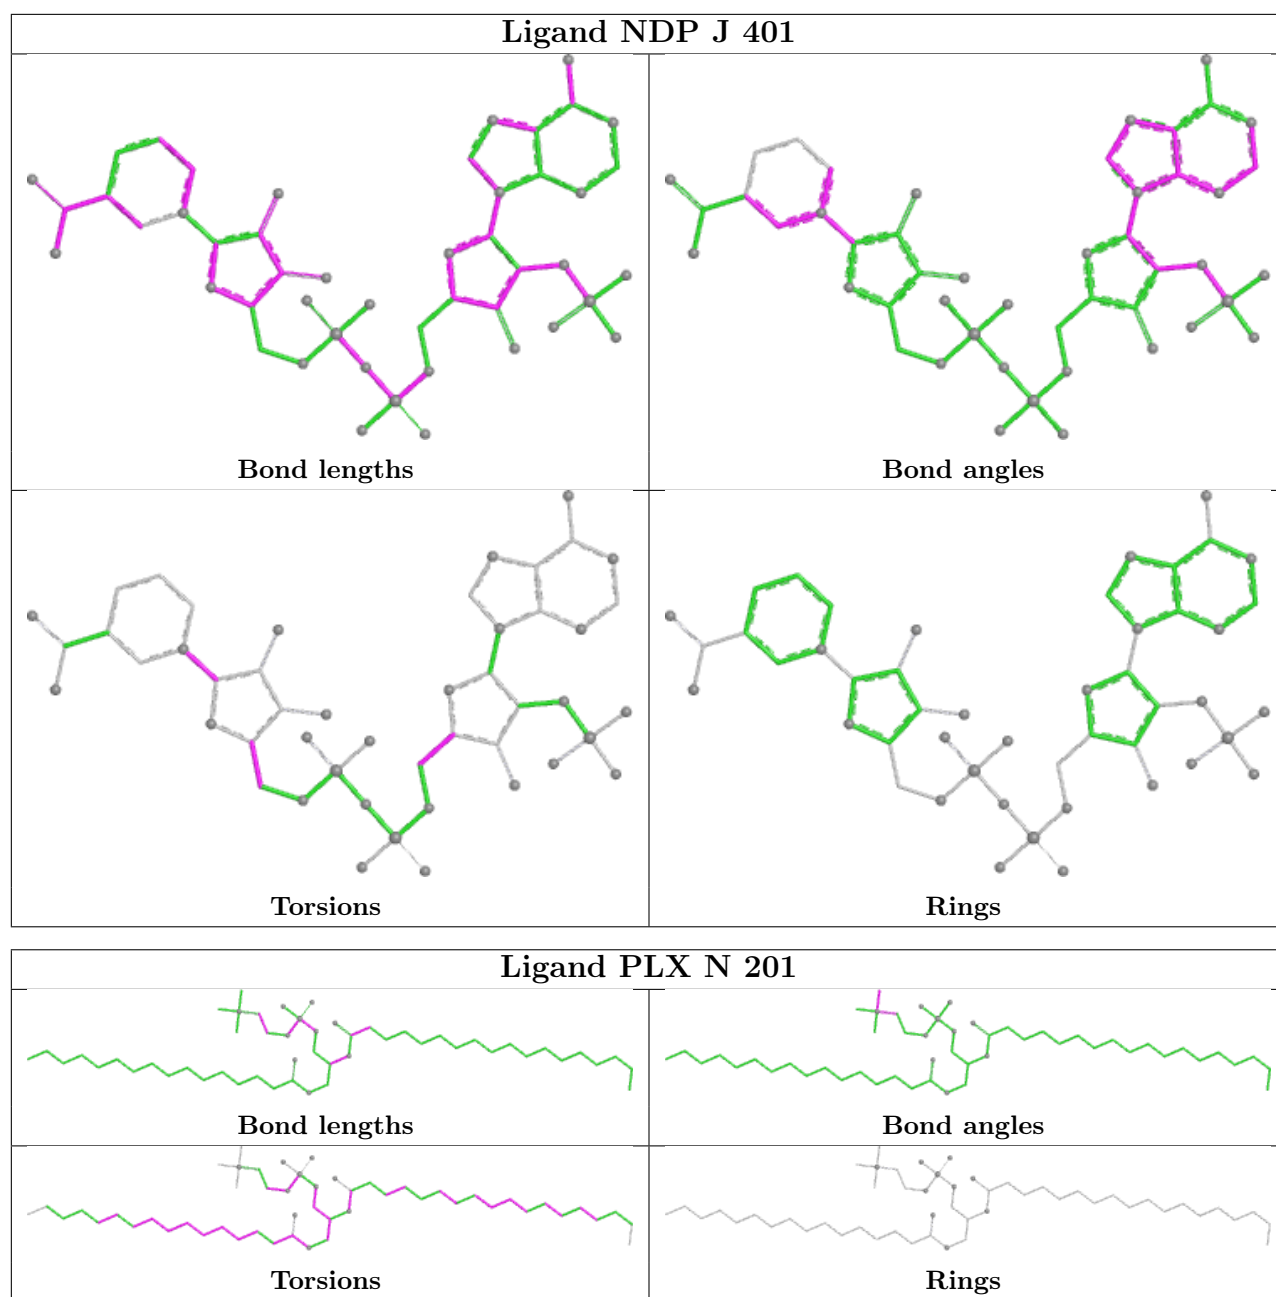 Ligand NDP J 401
Bond lengths
Bond angles
Torsions
Rings
Ligand PLX N 201
Bond lengths
Bond angles
Torsions
Rings